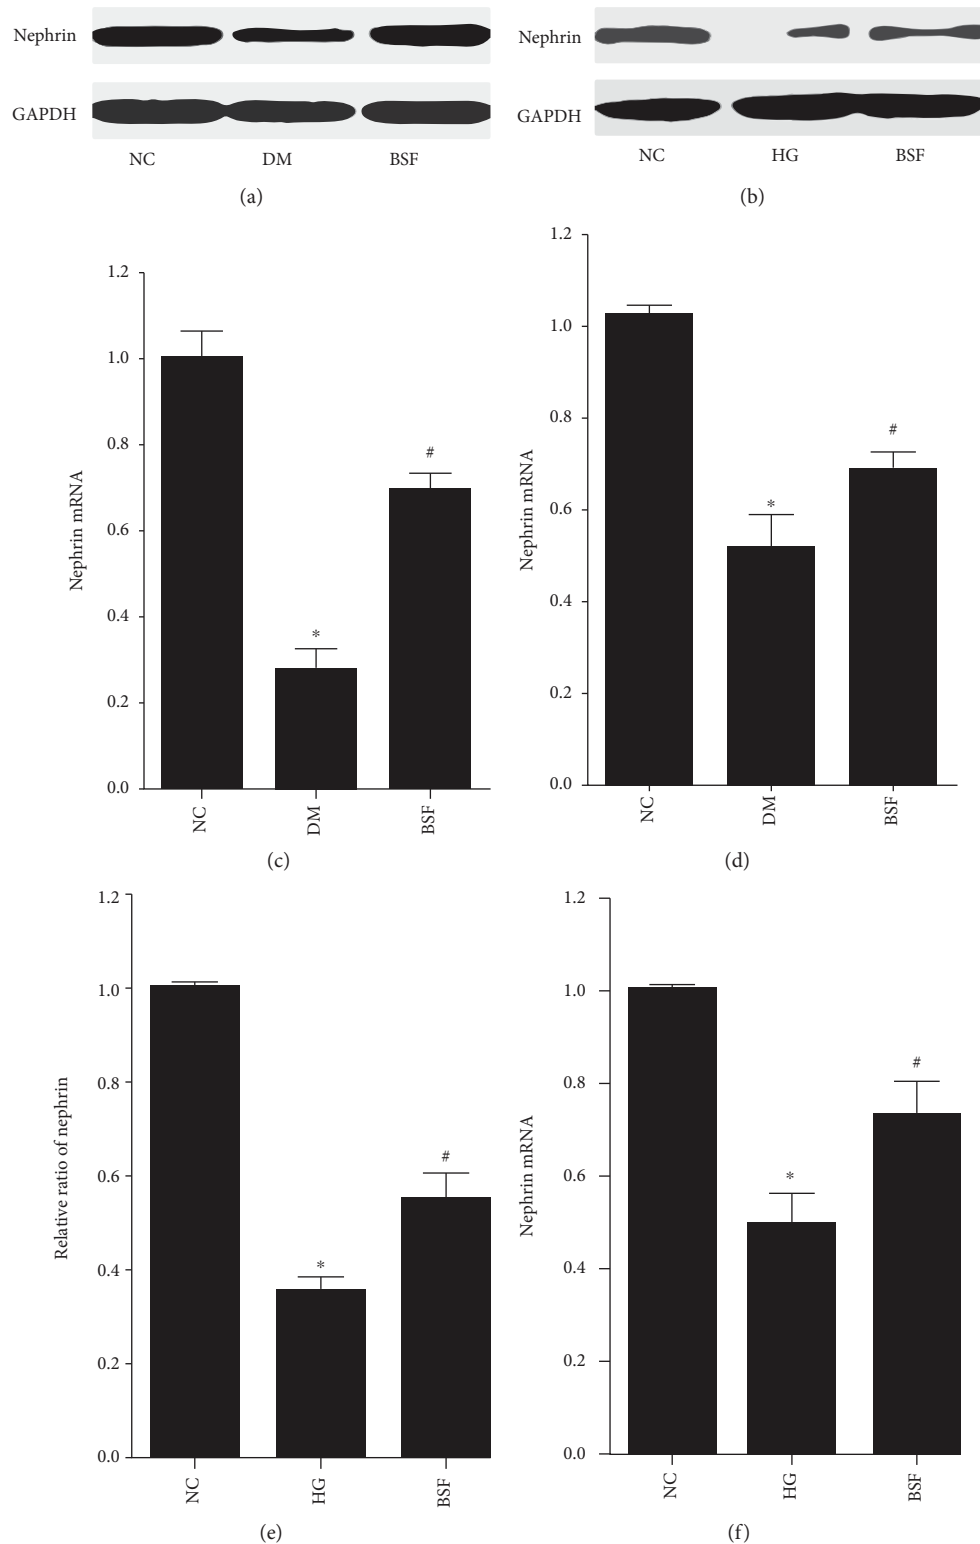 Nephrin
GAPDH
NC DM BSF
(a)
Nephrin
GAPDH
NC HG BSF
(b)
1.2
1.0
0.8
0.6
0.4
0.2
0.0
Nephrin mRNA
*
#
NC
DM
BSF
(c)
1.2
1.0
0.8
0.6
0.4
0.2
0.0
Nephrin mRNA
*
#
NC
DM
BSF
(d)
1.2
1.0
0.8
0.6
0.4
0.2
0.0
Relative ratio of nephrin
*
#
NC
HG
BSF
(e)
1.2
1.0
0.8
0.6
0.4
0.2
0.0
Nephrin mRNA
*
#
NC
HG
BSF
(f)